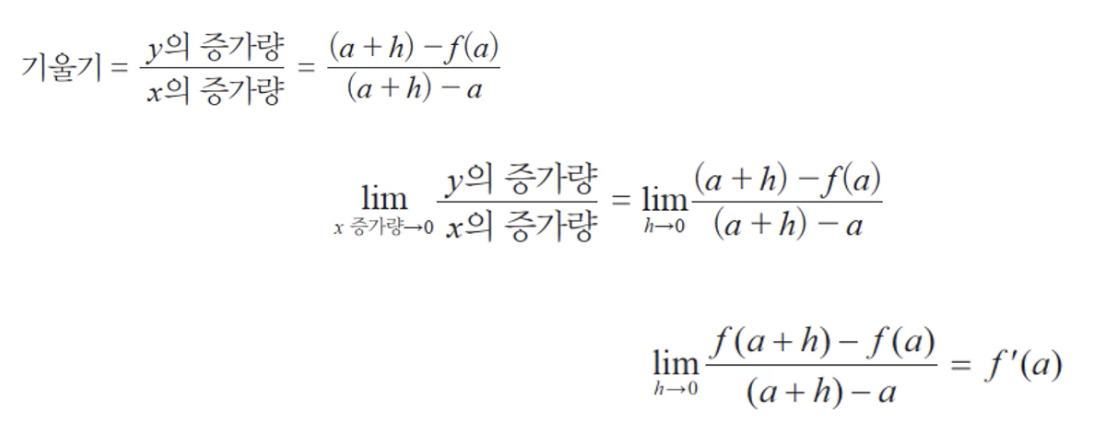 기울기 = y의 증가량 / x의 증가량 = (a + h) − f(a) / (a + h) − a
lim x 증가량→0 y의 증가량 / x의 증가량 = lim h→0 (a + h) − f(a) / (a + h) − a
lim h→0 f(a + h) − f(a) / (a + h) − a = f'(a)